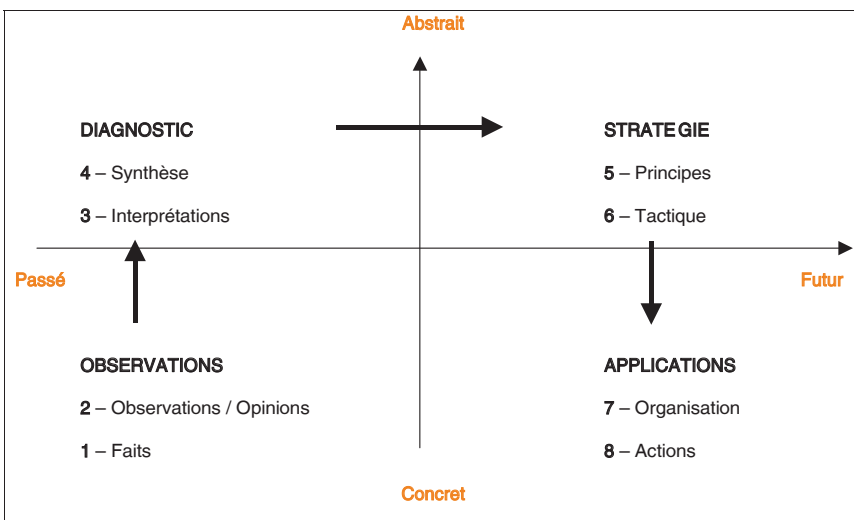 Abstrait
DIAGNOSTIC
4 – Synthèse
3 – Interprétations
STRATEGIE
5 – Principes
6 – Tactique
Passé
Futur
OBSERVATIONS
2 – Observations / Opinions
1 – Faits
APPLICATIONS
7 – Organisation
8 – Actions
Concret